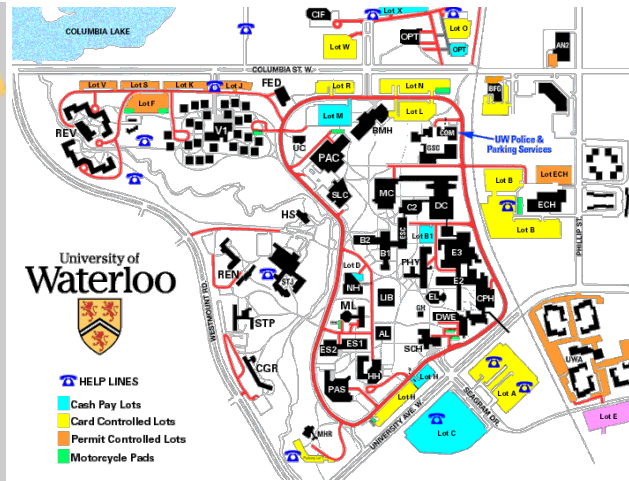 COLUMBIA LAKE
CIF
Lot X
Lot O
Lot W
OPT
OPT
AN2
COLUMBIA ST. W.
Lot V
Lot S
Lot K
Lot J
FED
Lot R
Lot N
Lot F
Lot M
Lot L
BFG
REV
V1
UC
BMH
COM
GSC
UW Police &
Parking Services
PAC
Lot ECH
Lot B
SLC
MC
DC
ECH
C2
HS
Lot B
ESC
Lot B1
B2
B1
E3
PHILLIP ST.
University of
Waterloo
REN
STJ
Lot D
PHY
NH
E2
LIB
EL
CPH
WESTMOUNT RD.
ML
GH
STP
DWE
AL
ES2
ES1
SCH
UWA
CGR
HH
Lot H
PAS
Lot H
SEAGRAM DR.
Lot A
Lot E
UNIVERSITY AVE W.
Lot C
MHR
HELP LINES
Cash Pay Lots
Card Controlled Lots
Permit Controlled Lots
Motorcycle Pads